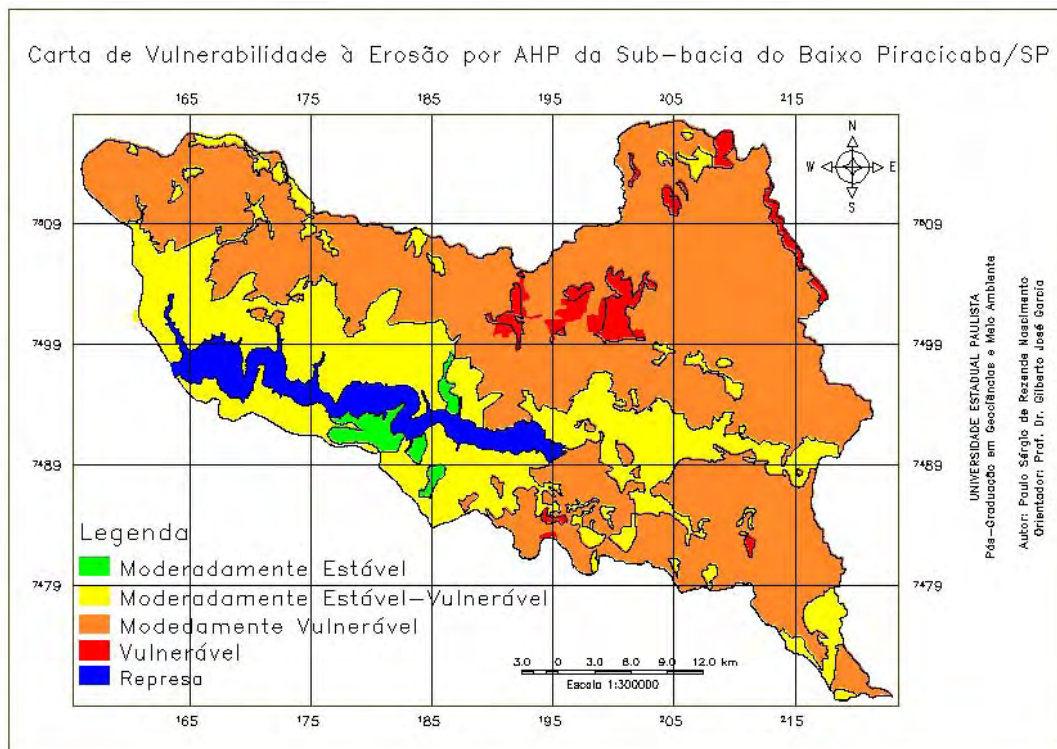 Carta de Vulnerabilidade à Erosão por AHP da Sub-bacia do Baixo Piracicaba/SP
165 175 185 195 205 215
N
W E
S
7509 7609
7499 7499
7489 7489
7479 7479
Legenda
Moderadamente Estável
Moderadamente Estável-Vulnerável
Modedamente Vulnerável
Vulnerável
Represa
3.0 0 3.0 6.0 9.0 12.0 km
Escala 1:300000
165 175 185 195 205 215
UNIVERSIDADE ESTADUAL PAULISTA
Pós-Graduação em Geociências e Meio Ambiente
Autor: Paulo Sérgio de Rezende Nascimento
Orientador: Prof. Dr. Gilberto José Garcia